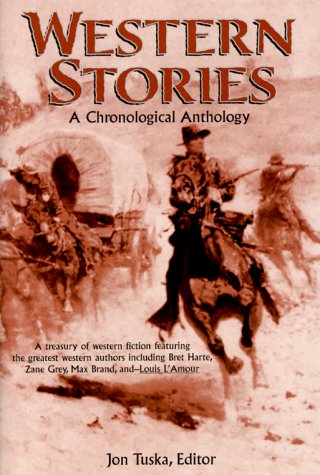 WESTERN
STORIES
A Chronological Anthology
A treasury of western fiction featuring
the greatest western authors including Bret Harte,
Zane Grey, Max Brand, and—Louis L'Amour
Jon Tuska, Editor